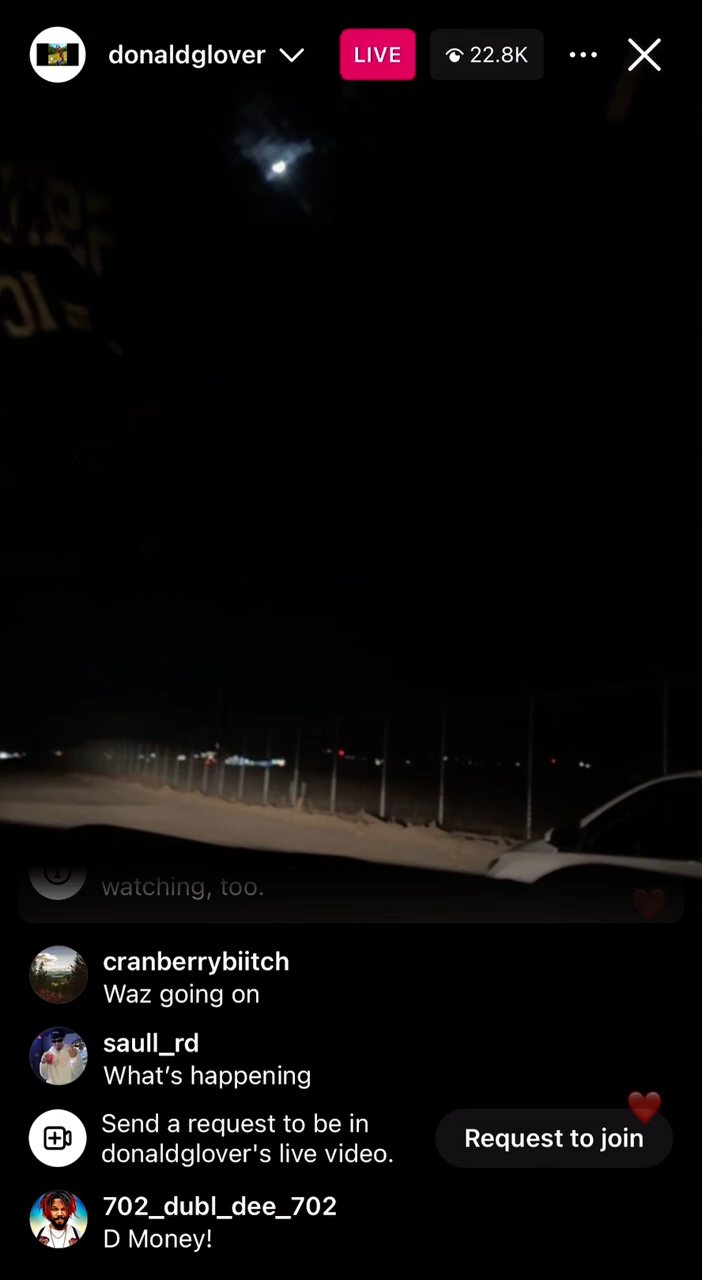 donaldglover
LIVE
22.8K
watching, too.
cranberrybiitch
Waz going on
saull_rd
What's happening
Send a request to be in
donaldglover's live video.
Request to join
702_dubl_dee_702
D Money!